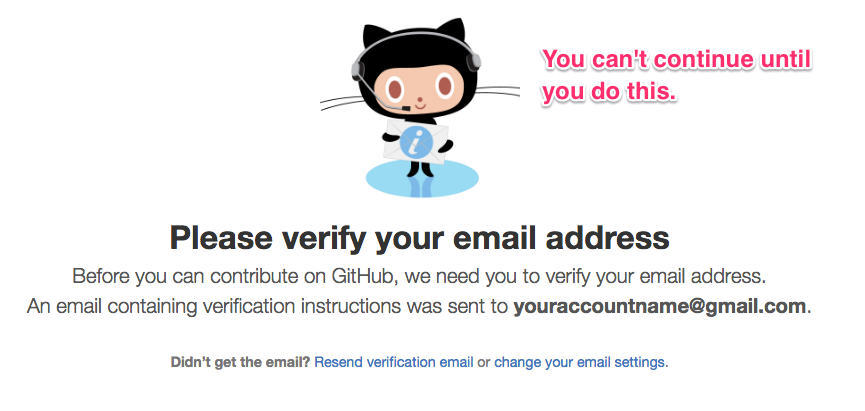 You can't continue until
you do this.
i
Please verify your email address
Before you can contribute on GitHub, we need you to verify your email address.
An email containing verification instructions was sent to youraccountname@gmail.com.
Didn't get the email? Resend verification email or change your email settings.